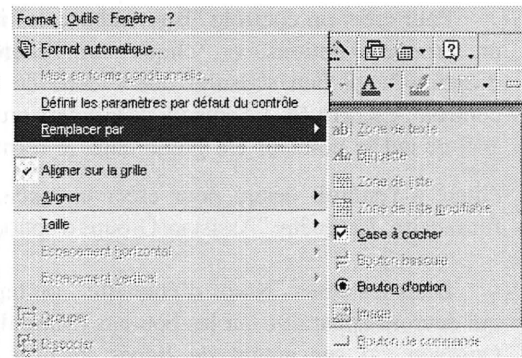 Format Outils Fenêtre ?
Format automatique...
Mise en forme conditionnelle...
Définir les paramètres par défaut du contrôle
Remplacer par
Aligner sur la grille
Aligner
Taille
Espacement horizontal
Espacement vertical
Grouper
Dissocier
ab| Zone de texte
Aa Étiquette
Zone de liste
Zone de liste modifiable
Case à cocher
Bouton bascule
Bouton d'option
Image
Bouton de commande